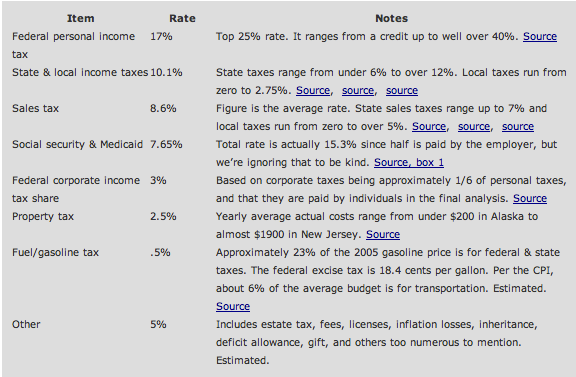 Item Rate Notes
Federal personal income 17% Top 25% rate. It ranges from a credit up to well over 40%. Source
tax
State & local income taxes 10.1% State taxes range from under 6% to over 12%. Local taxes run from
zero to 2.75%. Source, source, source
Sales tax 8.6% Figure is the average rate. State sales taxes range up to 7% and
local taxes run from zero to over 5%. Source, source, source
Social security & Medicaid 7.65% Total rate is actually 15.3% since half is paid by the employer, but
we're ignoring that to be kind. Source, box 1
Federal corporate income 3% Based on corporate taxes being approximately 1/6 of personal taxes,
tax share and that they are paid by individuals in the final analysis. Source
Property tax 2.5% Yearly average actual costs range from under $200 in Alaska to
almost $1900 in New Jersey. Source
Fuel/gasoline tax .5% Approximately 23% of the 2005 gasoline price is for federal & state
taxes. The federal excise tax is 18.4 cents per gallon. Per the CPI,
about 6% of the average budget is for transportation. Estimated.
Source
Other 5% Includes estate tax, fees, licenses, inflation losses, inheritance,
deficit allowance, gift, and others too numerous to mention.
Estimated.